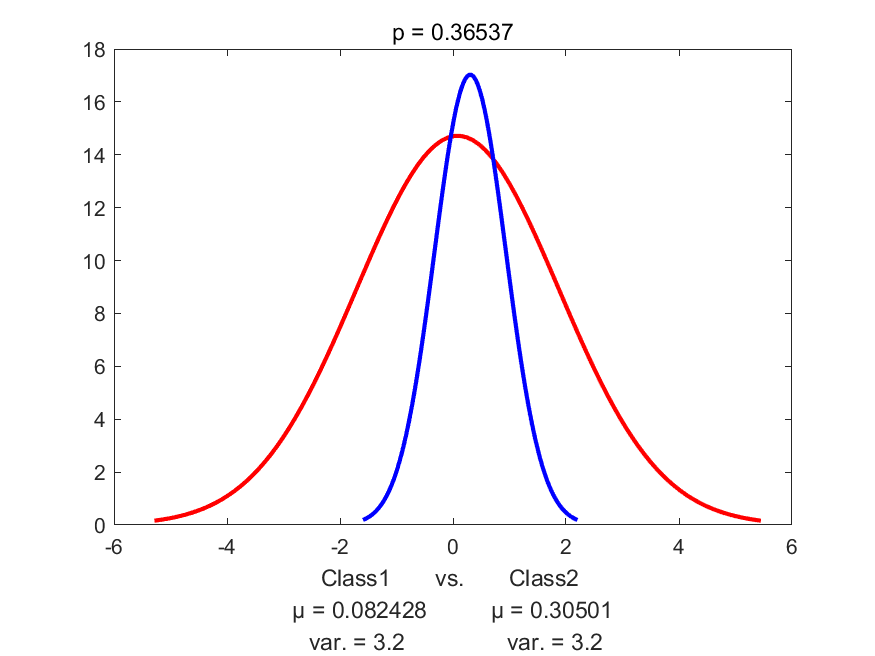 p = 0.36537
18
16
14
12
10
8
6
4
2
0
-6 -4 -2 0 2 4 6
Class1 vs. Class2
μ = 0.082428 μ = 0.30501
var. = 3.2 var. = 3.2